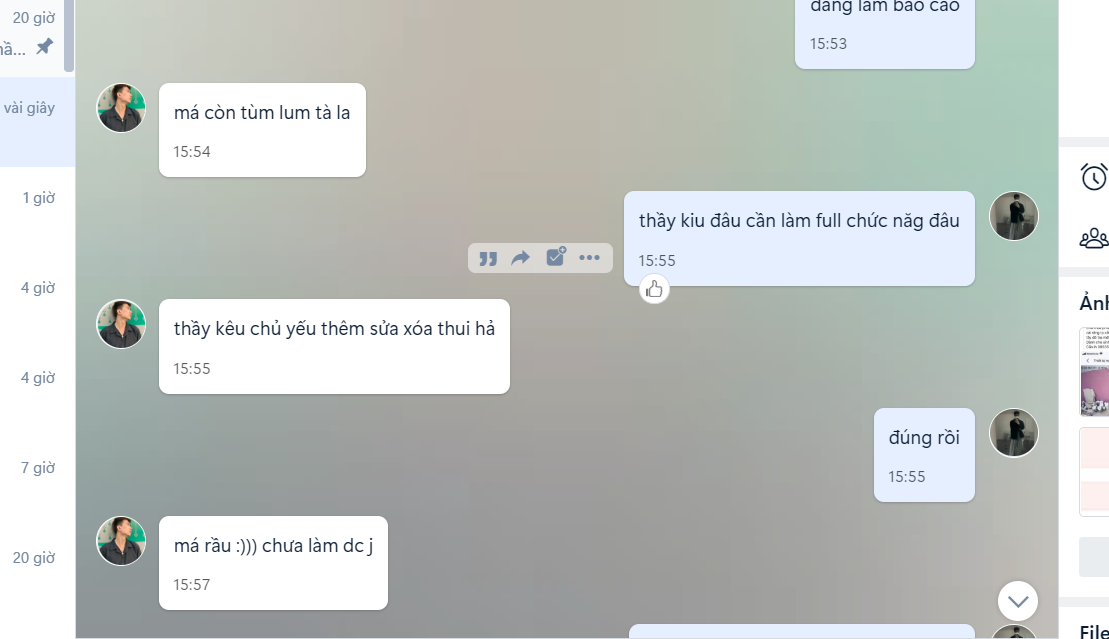 20 giờ
vài giây
1 giờ
4 giờ
4 giờ
7 giờ
20 giờ
đang làm báo cáo
15:53
má còn tùm lum tà la
15:54
thầy kiu đâu cần làm full chức năg đâu
15:55
thầy kêu chủ yếu thêm sửa xóa thui hả
15:55
đúng rồi
15:55
má rầu :))) chưa làm dc j
15:57
Ảnh
File